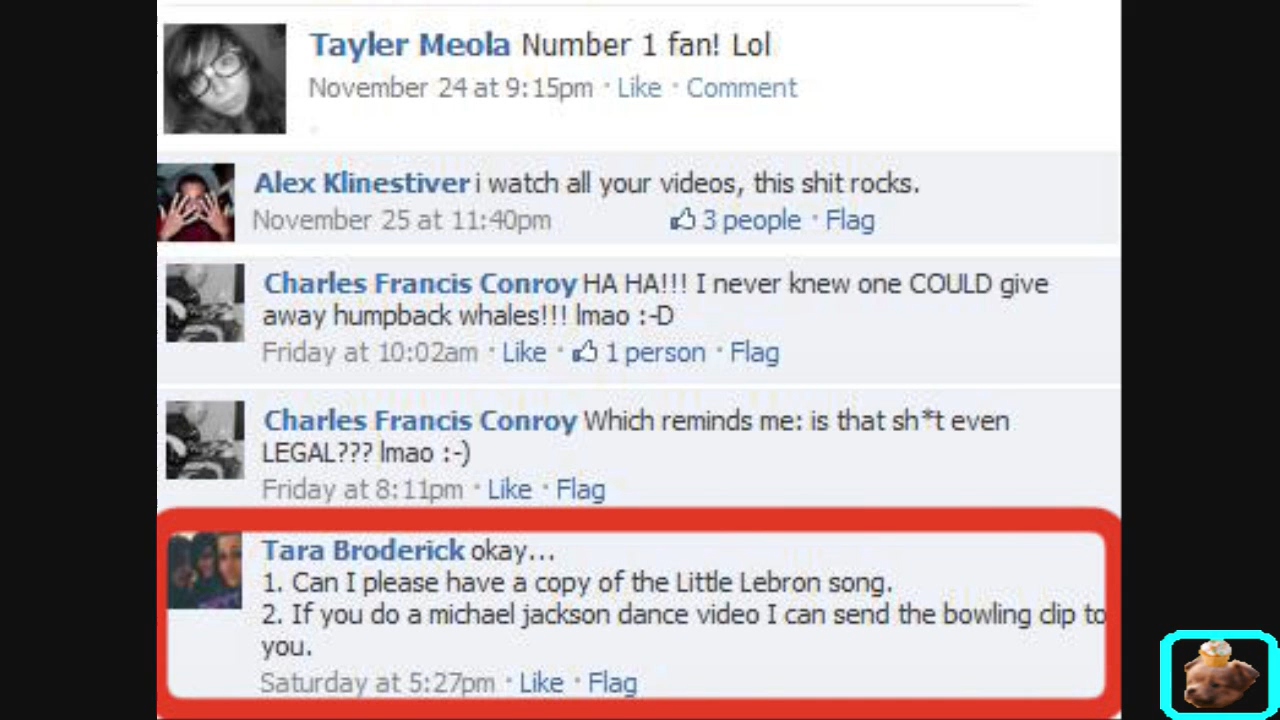 Tayler Meola Number 1 fan! Lol
November 24 at 9:15pm · Like · Comment
Alex Klinestiver i watch all your videos, this shit rocks.
November 25 at 11:40pm 3 people · Flag
Charles Francis Conroy HA HA!!! I never knew one COULD give
away humpback whales!!! lmao :-D
Friday at 10:02am · Like · 1 person · Flag
Charles Francis Conroy Which reminds me: is that sh*t even
LEGAL??? lmao :-)
Friday at 8:11pm · Like · Flag
Tara Broderick okay...
1. Can I please have a copy of the Little Lebron song.
2. If you do a michael jackson dance video I can send the bowling clip to
you.
Saturday at 5:27pm · Like · Flag